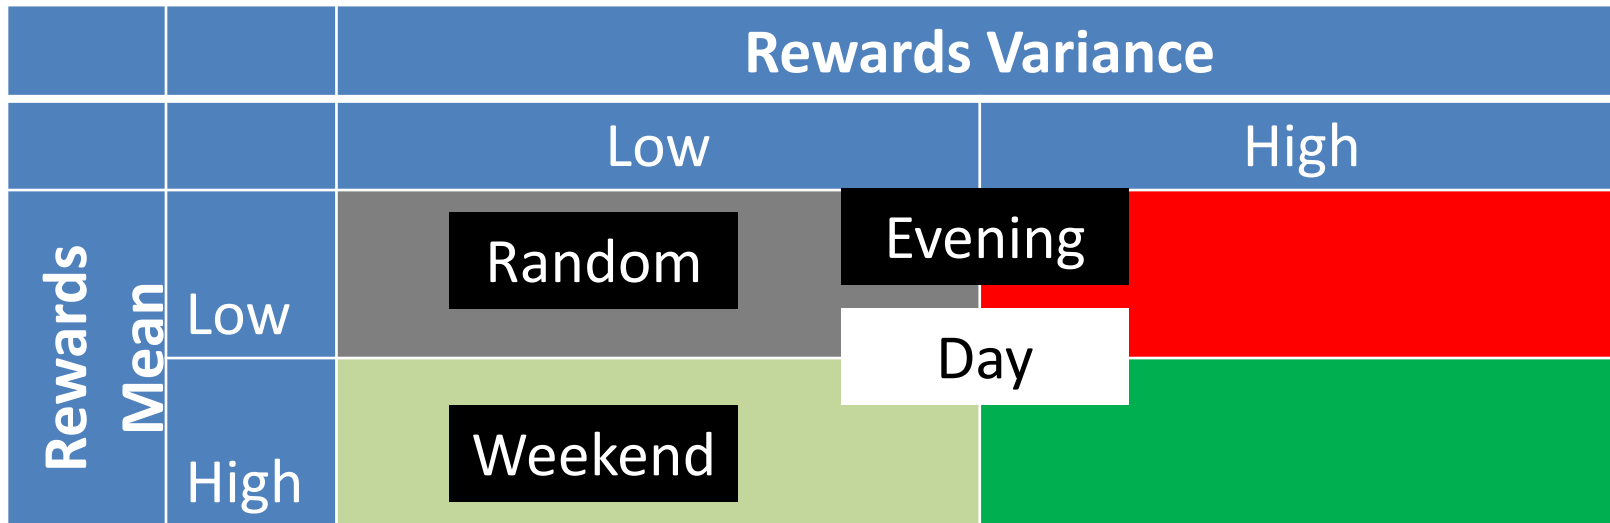 Rewards Variance
Low
High
Rewards
Mean
Low
Random
Evening
Day
High
Weekend